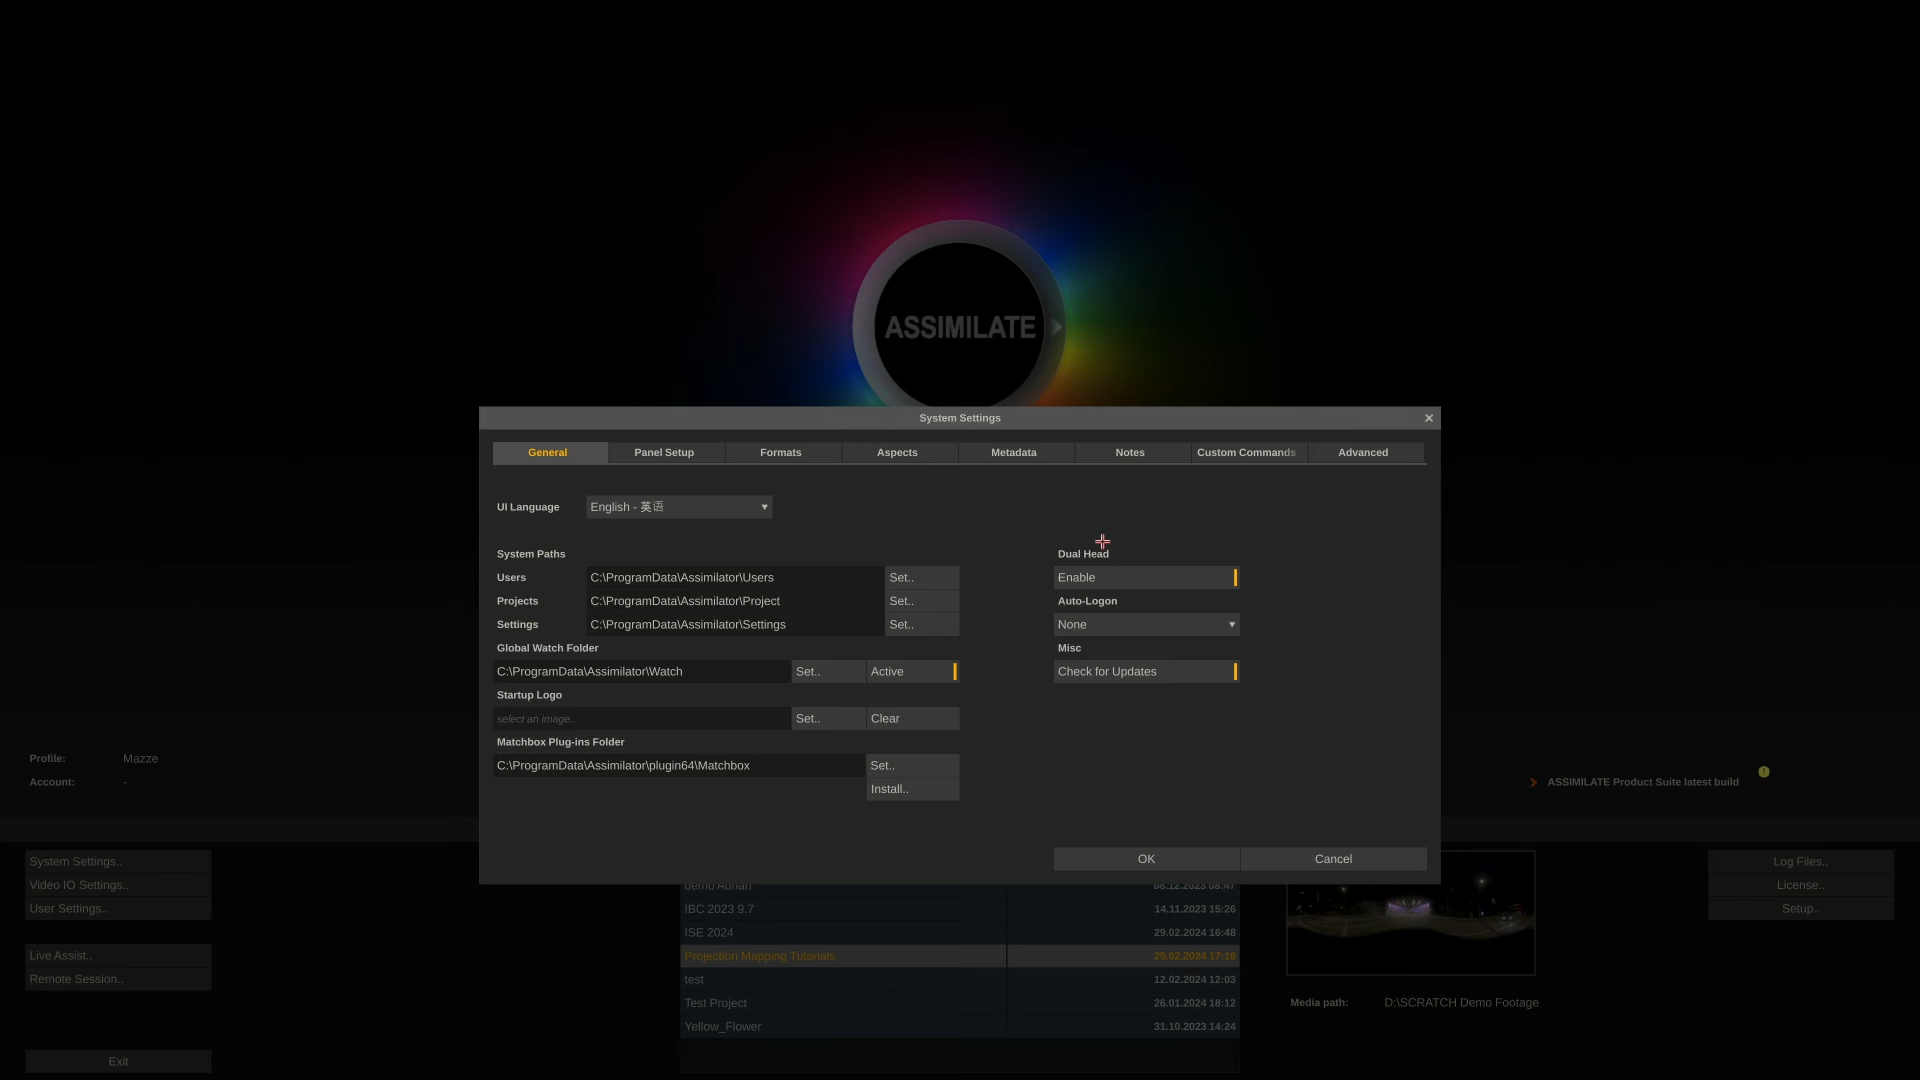 ASSIMILATE
System Settings
General
Panel Setup
Formats
Aspects
Metadata
Notes
Custom Commands
Advanced
UI Language
English - 英语
System Paths
Users
C:\ProgramData\Assimilator\Users
Set..
Projects
C:\ProgramData\Assimilator\Project
Set..
Settings
C:\ProgramData\Assimilator\Settings
Set..
Global Watch Folder
C:\ProgramData\Assimilator\Watch
Set..
Active
Startup Logo
select an image..
Set..
Clear
Matchbox Plug-ins Folder
C:\ProgramData\Assimilator\plugin64\Matchbox
Set..
Install..
Dual Head
Enable
Auto-Logon
None
Misc
Check for Updates
OK
Cancel
Profile:
Mazze
Account:
-
ASSIMILATE Product Suite latest build
System Settings..
Video IO Settings..
User Settings..
Live Assist..
Remote Session..
Exit
demo Adrian
08.12.2023 08:47
IBC 2023 9.7
14.11.2023 15:26
ISE 2024
29.02.2024 16:48
Projection Mapping Tutorials
29.02.2024 17:16
test
12.02.2024 12:03
Test Project
26.01.2024 18:12
Yellow_Flower
31.10.2023 14:24
Media path:
D:\SCRATCH Demo Footage
Log Files..
License..
Setup..